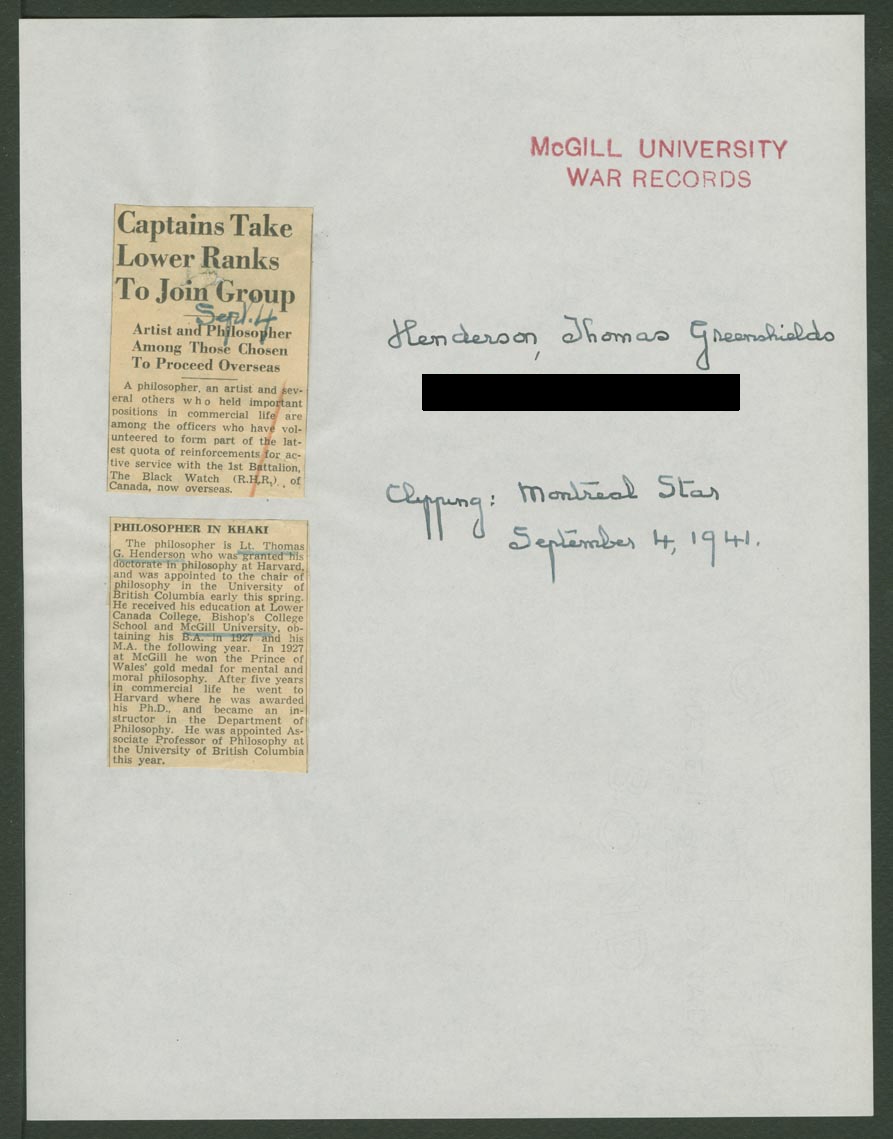 McGILL UNIVERSITY
WAR RECORDS
Captains Take
Lower Ranks
To Join Group
Sept. 4
Artist and Philosopher
Among Those Chosen
To Proceed Overseas
A philosopher, an artist and sev-
eral others who held important
positions in commercial life are
among the officers who have vol-
unteered to form part of the lat-
est quota of reinforcements for ac-
tive service with the 1st Battalion,
The Black Watch (R.H.R.) of
Canada, now overseas.
PHILOSOPHER IN KHAKI
The philosopher is Lt. Thomas
G. Henderson who was granted his
doctorate in philosophy at Harvard,
and was appointed to the chair of
philosophy in the University of
British Columbia early this spring.
He received his education at Lower
Canada College, Bishop's College
School and McGill University, ob-
taining his B.A. in 1927 and his
M.A. the following year. In 1927
at McGill he won the Prince of
Wales' gold medal for mental and
moral philosophy. After five years
in commercial life he went to
Harvard where he was awarded
his Ph.D., and became an in-
structor in the Department of
Philosophy. He was appointed As-
sociate Professor of Philosophy at
the University of British Columbia
this year.
Henderson, Thomas Greenshields
Clipping: Montreal Star
September 4, 1941.